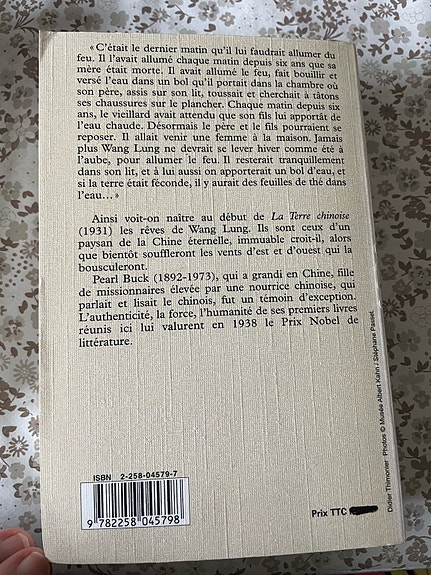 « C'était le dernier matin qu'il lui faudrait allumer du
feu. Il l'avait allumé chaque matin depuis six ans que sa
mère était morte. Il avait allumé le feu, fait bouillir et
versé l'eau dans un bol qu'il portait dans la chambre où
son père, assis sur son lit, toussait et cherchait à tâtons
ses chaussures sur le plancher. Chaque matin depuis six
ans, le vieillard avait attendu que son fils lui apportât de
l'eau chaude. Désormais le père et le fils pourraient se
reposer. Il allait venir une femme à la maison. Jamais
plus Wang Lung ne devrait se lever hiver comme été à
l'aube, pour allumer le feu. Il resterait tranquillement
dans son lit, et à lui aussi on apporterait un bol d'eau, et
si la terre était féconde, il y aurait des feuilles de thé dans
l'eau... »
Ainsi voit-on naître au début de La Terre chinoise
(1931) les rêves de Wang Lung. Ils sont ceux d'un
paysan de la Chine éternelle, immuable croit-il, alors
que bientôt souffleront les vents d'est et d'ouest qui la
bousculeront.
Pearl Buck (1892-1973), qui a grandi en Chine, fille
de missionnaires élevée par une nourrice chinoise, qui
parlait et lisait le chinois, fut un témoin d'exception.
L'authenticité, la force, l'humanité de ses premiers livres
réunis ici lui valurent en 1938 le Prix Nobel de
littérature.
Didier Thimonier Photos © Musée Albert Kahn / Stéphane Passet.
ISBN 2-258-04579-7
9 782258 045798
Prix TTC